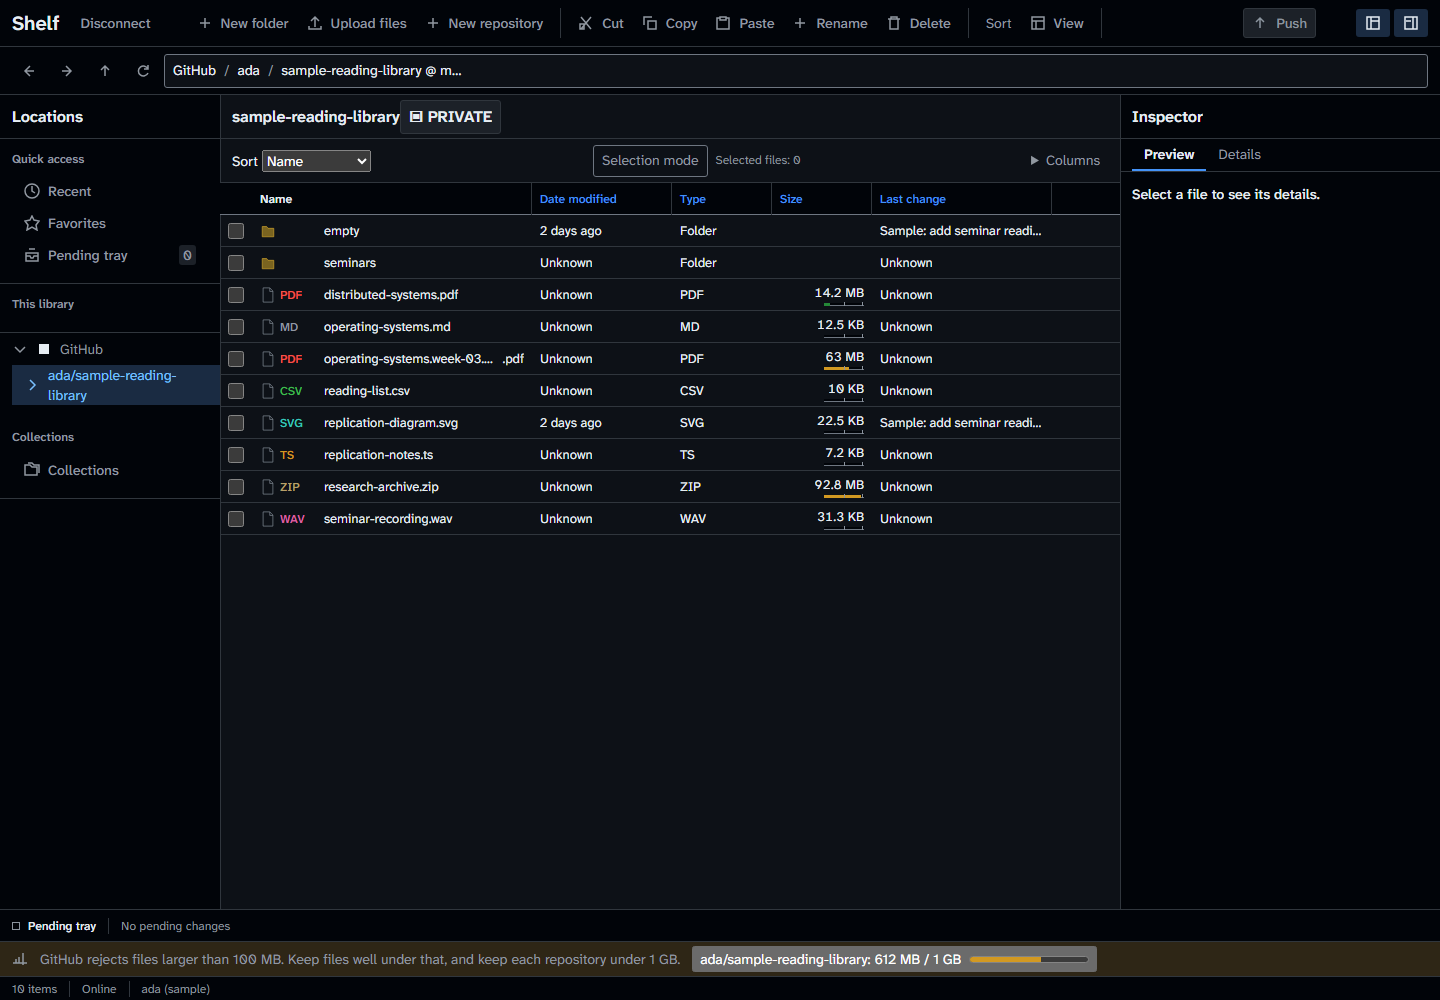 Shelf Disconnect New folder Upload files New repository Cut Copy Paste Rename Delete Sort View Push
GitHub / ada / sample-reading-library @ m...
Locations
Quick access
Recent
Favorites
Pending tray 0
This library
GitHub
ada/sample-reading-
library
Collections
Collections
sample-reading-library PRIVATE
Sort Name Selection mode Selected files: 0 Columns
Name Date modified Type Size Last change
empty 2 days ago Folder Sample: add seminar readi...
seminars Unknown Folder Unknown
PDF distributed-systems.pdf Unknown PDF 14.2 MB Unknown
MD operating-systems.md Unknown MD 12.5 KB Unknown
PDF operating-systems.week-03.... .pdf Unknown PDF 63 MB Unknown
CSV reading-list.csv Unknown CSV 10 KB Unknown
SVG replication-diagram.svg 2 days ago SVG 22.5 KB Sample: add seminar readi...
TS replication-notes.ts Unknown TS 7.2 KB Unknown
ZIP research-archive.zip Unknown ZIP 92.8 MB Unknown
WAV seminar-recording.wav Unknown WAV 31.3 KB Unknown
Inspector
Preview Details
Select a file to see its details.
Pending tray No pending changes
GitHub rejects files larger than 100 MB. Keep files well under that, and keep each repository under 1 GB. ada/sample-reading-library: 612 MB / 1 GB
10 items Online ada (sample)